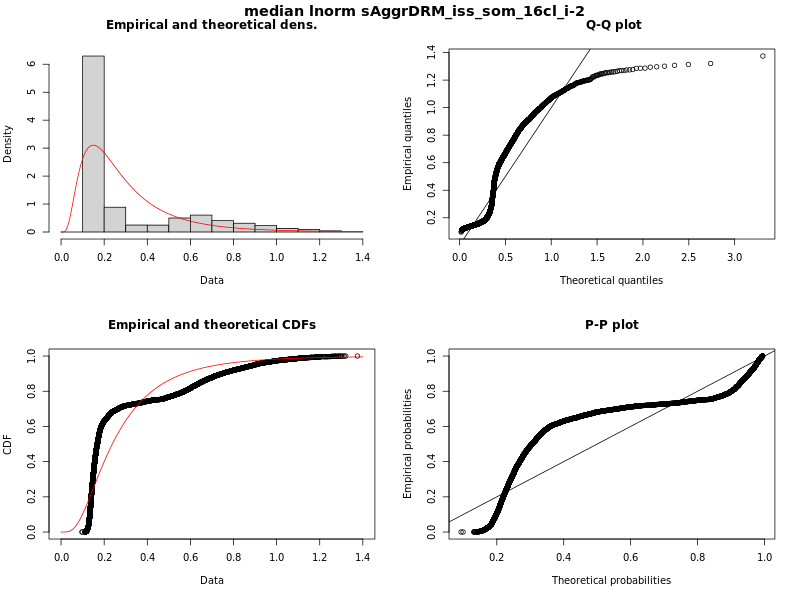 median lnorm sAggrDRM_iss_som_16cl_i-2
Empirical and theoretical dens.
Density
0 1 2 3 4 5 6
0.0 0.2 0.4 0.6 0.8 1.0 1.2 1.4
Data
Q-Q plot
Empirical quantiles
0.2 0.4 0.6 0.8 1.0 1.2 1.4
0.0 0.5 1.0 1.5 2.0 2.5 3.0
Theoretical quantiles
Empirical and theoretical CDFs
CDF
0.0 0.2 0.4 0.6 0.8 1.0
0.0 0.2 0.4 0.6 0.8 1.0 1.2 1.4
Data
P-P plot
Empirical probabilities
0.0 0.2 0.4 0.6 0.8 1.0
0.2 0.4 0.6 0.8 1.0
Theoretical probabilities